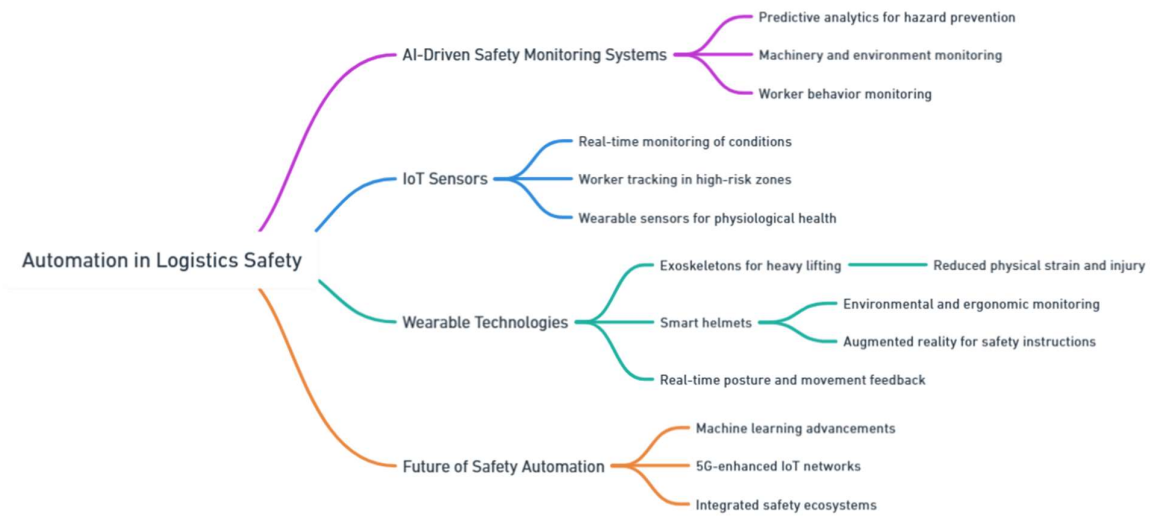 Automation in Logistics Safety
AI-Driven Safety Monitoring Systems
Predictive analytics for hazard prevention
Machinery and environment monitoring
Worker behavior monitoring
IoT Sensors
Real-time monitoring of conditions
Worker tracking in high-risk zones
Wearable sensors for physiological health
Wearable Technologies
Exoskeletons for heavy lifting
Reduced physical strain and injury
Smart helmets
Environmental and ergonomic monitoring
Augmented reality for safety instructions
Real-time posture and movement feedback
Future of Safety Automation
Machine learning advancements
5G-enhanced IoT networks
Integrated safety ecosystems